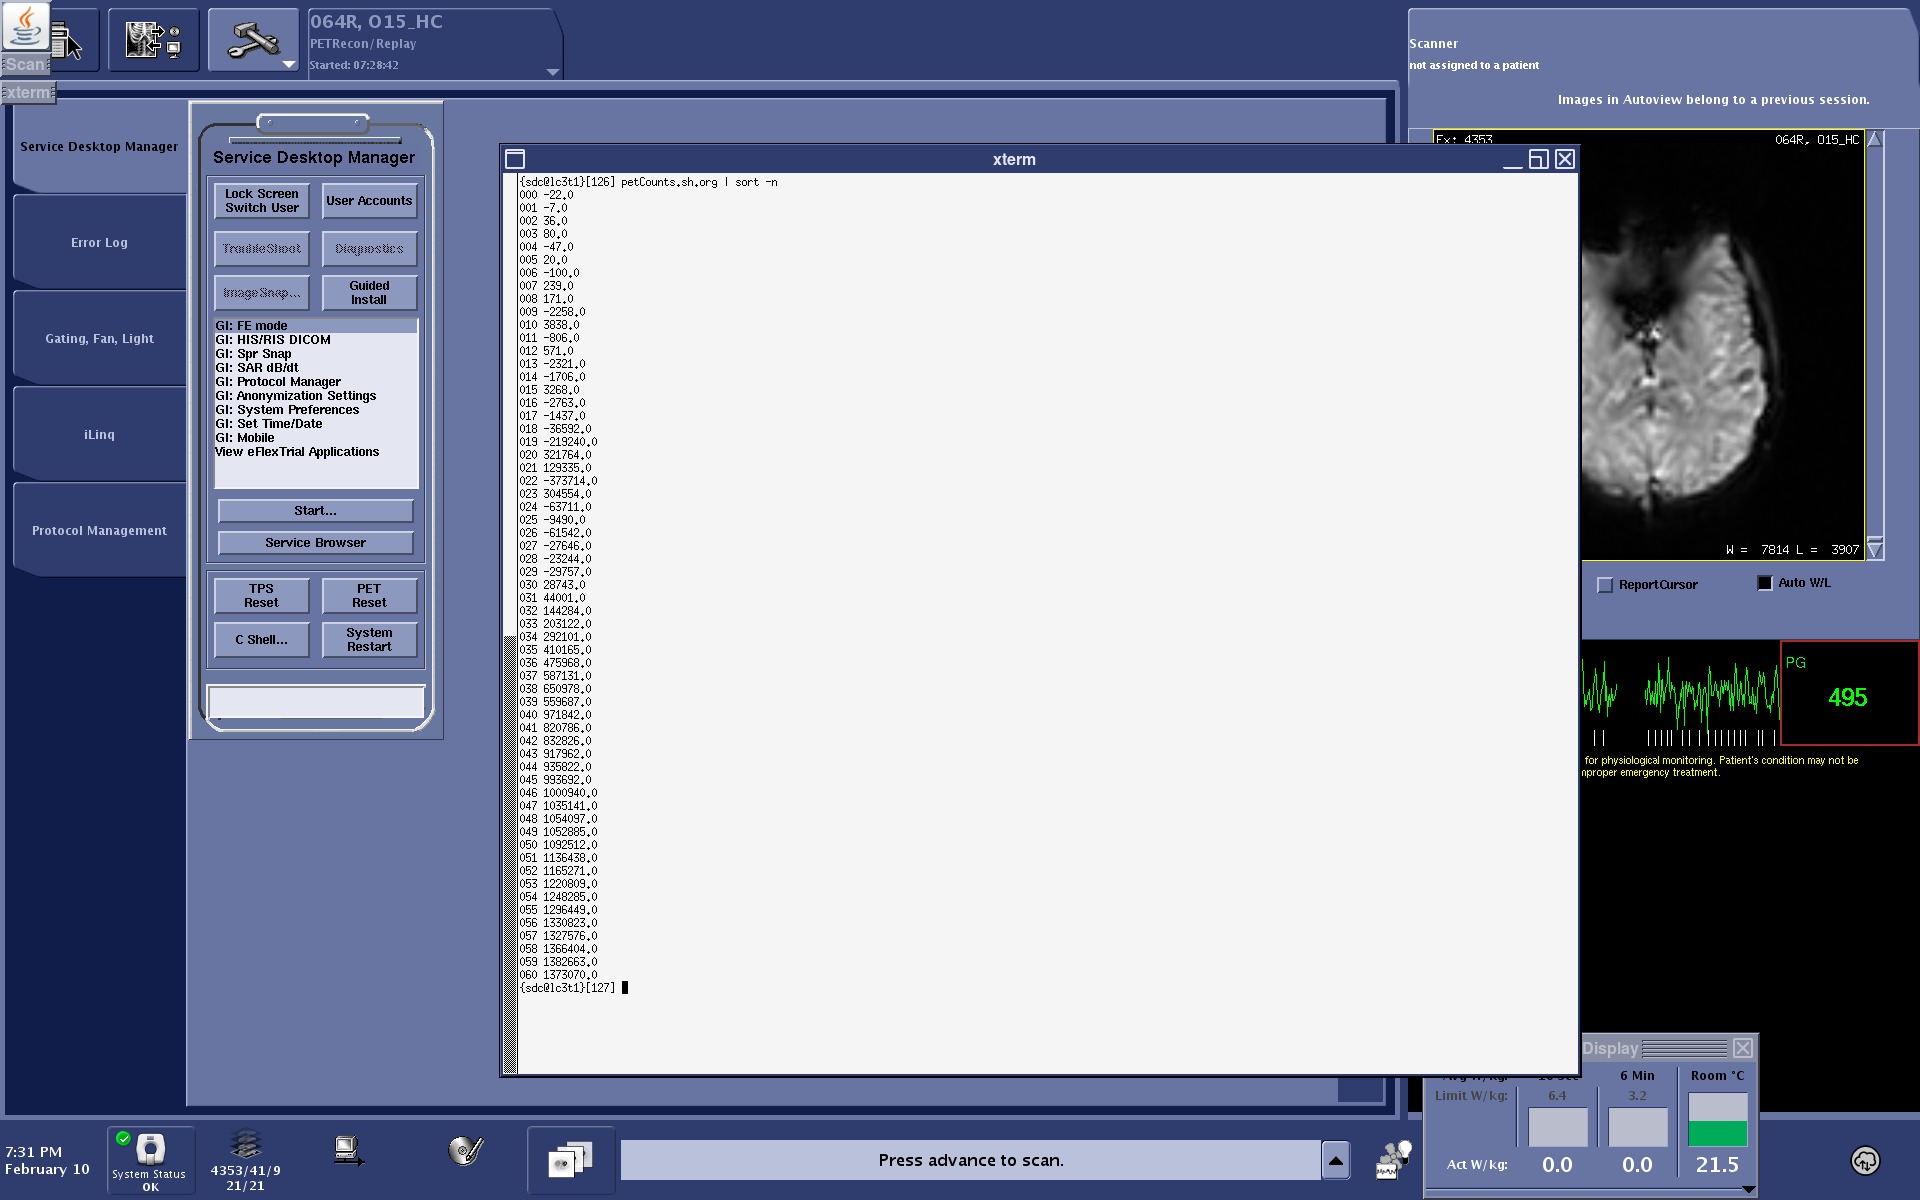 Scan
xterm
064R, O15_HC
PETRecon/Replay
Started: 07:28:42
Scanner
not assigned to a patient
Images in Autoview belong to a previous session.
Service Desktop Manager
Error Log
Gating, Fan, Light
iLinq
Protocol Management
Service Desktop Manager
Lock Screen
Switch User
User Accounts
TroubleShoot
Diagnostics
ImageSnap...
Guided
Install
GI: FE mode
GI: HIS/RIS DICOM
GI: Spr Snap
GI: SAR dB/dt
GI: Protocol Manager
GI: Anonymization Settings
GI: System Preferences
GI: Set Time/Date
GI: Mobile
View eFlexTrial Applications
Start...
Service Browser
TPS
Reset
PET
Reset
C Shell...
System
Restart
xterm
{sdc@lc3t1}[126] petCounts.sh.org | sort -n
000 -22.0
001 -7.0
002 36.0
003 80.0
004 -47.0
005 20.0
006 -100.0
007 239.0
008 171.0
009 -2258.0
010 3838.0
011 -806.0
012 571.0
013 -2321.0
014 -1706.0
015 3268.0
016 -2763.0
017 -1437.0
018 -36592.0
019 -219240.0
020 321764.0
021 129335.0
022 -373714.0
023 304554.0
024 -63711.0
025 -9490.0
026 -61542.0
027 -27646.0
028 -23244.0
029 -29757.0
030 28743.0
031 44001.0
032 144284.0
033 203122.0
034 292101.0
035 410165.0
036 475968.0
037 587131.0
038 650978.0
039 559687.0
040 971842.0
041 820786.0
042 832826.0
043 917962.0
044 935822.0
045 993692.0
046 1000940.0
047 1035141.0
048 1054097.0
049 1052885.0
050 1092512.0
051 1136438.0
052 1165271.0
053 1220809.0
054 1248285.0
055 1296449.0
056 1330823.0
057 1327576.0
058 1366404.0
059 1382663.0
060 1373070.0
{sdc@lc3t1}[127]
Ex: 4353
064R, O15_HC
W = 7814 L = 3907
ReportCursor
Auto W/L
PG
495
for physiological monitoring. Patient's condition may not be
mproper emergency treatment.
Display
6 Min
Room °C
Limit W/kg:
6.4
3.2
Act W/kg:
0.0
0.0
21.5
7:31 PM
February 10
System Status
OK
4353/41/9
21/21
Press advance to scan.